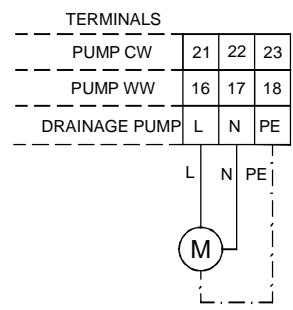 TERMINALS
PUMP CW 21 22 23
PUMP WW 16 17 18
DRAINAGE PUMP L N PE
L N PE
M